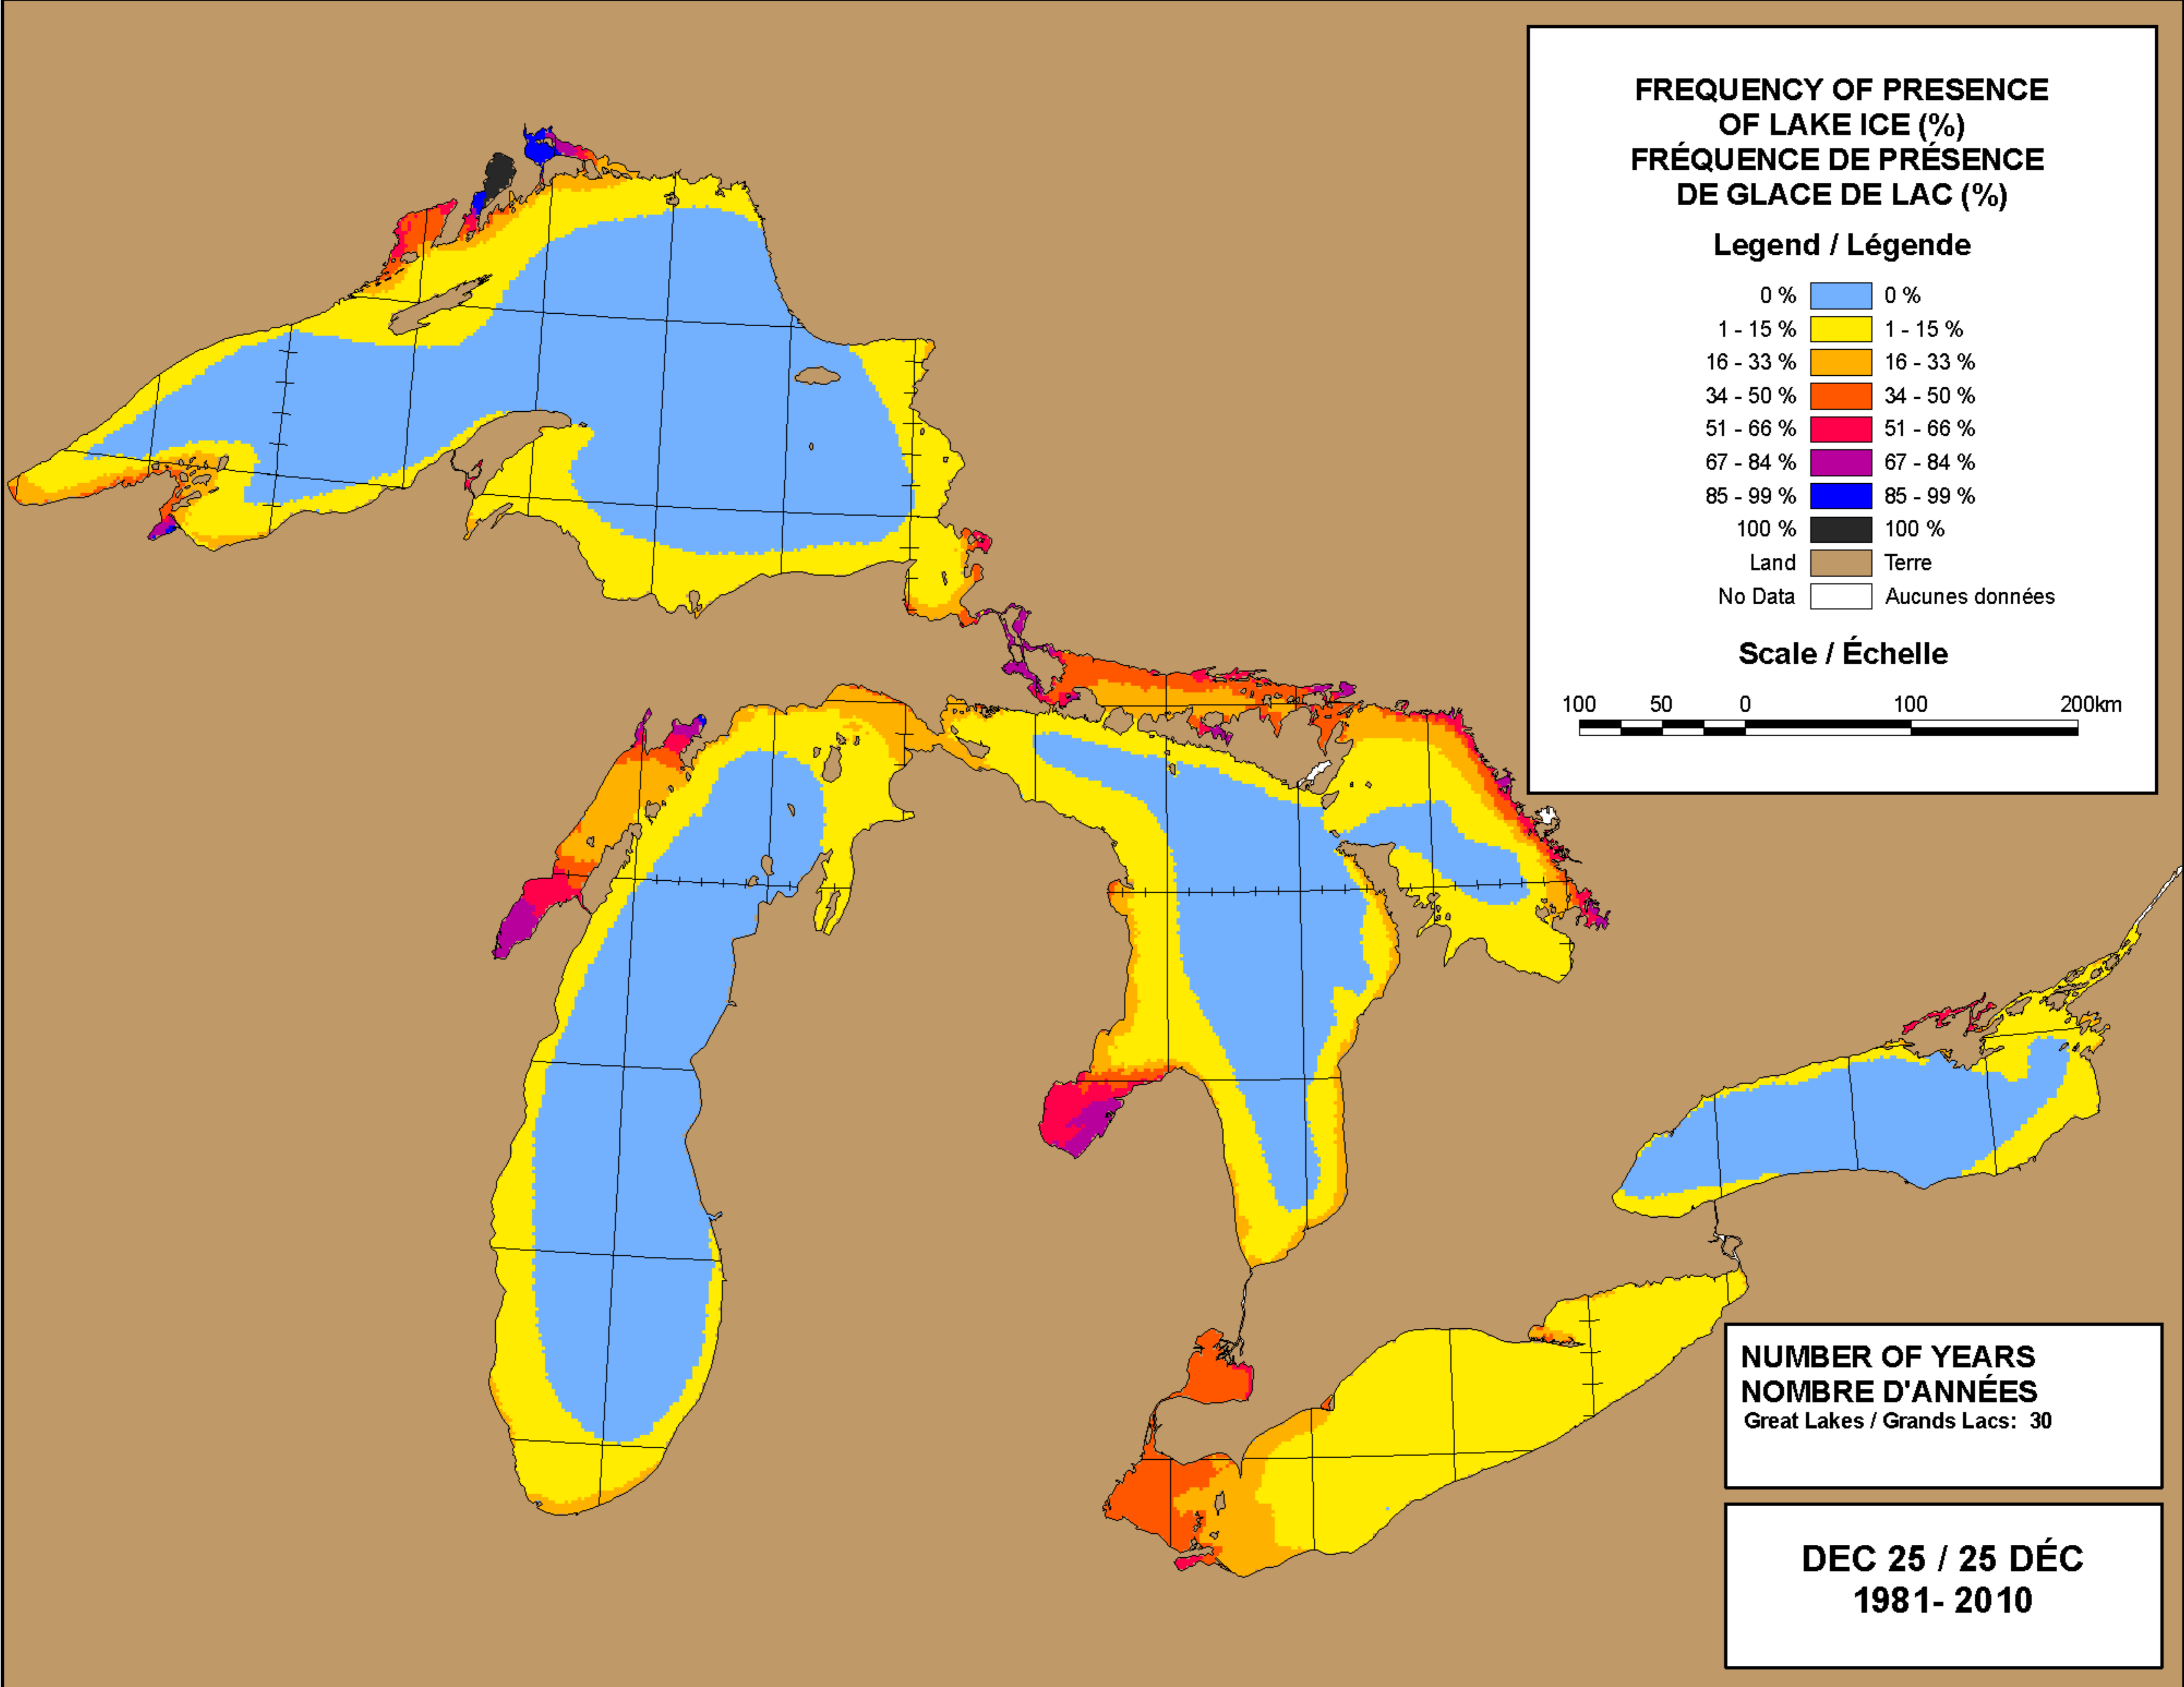 FREQUENCY OF PRESENCE
OF LAKE ICE (%)
FRÉQUENCE DE PRÉSENCE
DE GLACE DE LAC (%)
Legend / Légende
0 % 0 %
1 - 15 % 1 - 15 %
16 - 33 % 16 - 33 %
34 - 50 % 34 - 50 %
51 - 66 % 51 - 66 %
67 - 84 % 67 - 84 %
85 - 99 % 85 - 99 %
100 % 100 %
Land Terre
No Data Aucunes données
Scale / Échelle
100 50 0 100 200km
NUMBER OF YEARS
NOMBRE D'ANNÉES
Great Lakes / Grands Lacs: 30
DEC 25 / 25 DÉC
1981- 2010